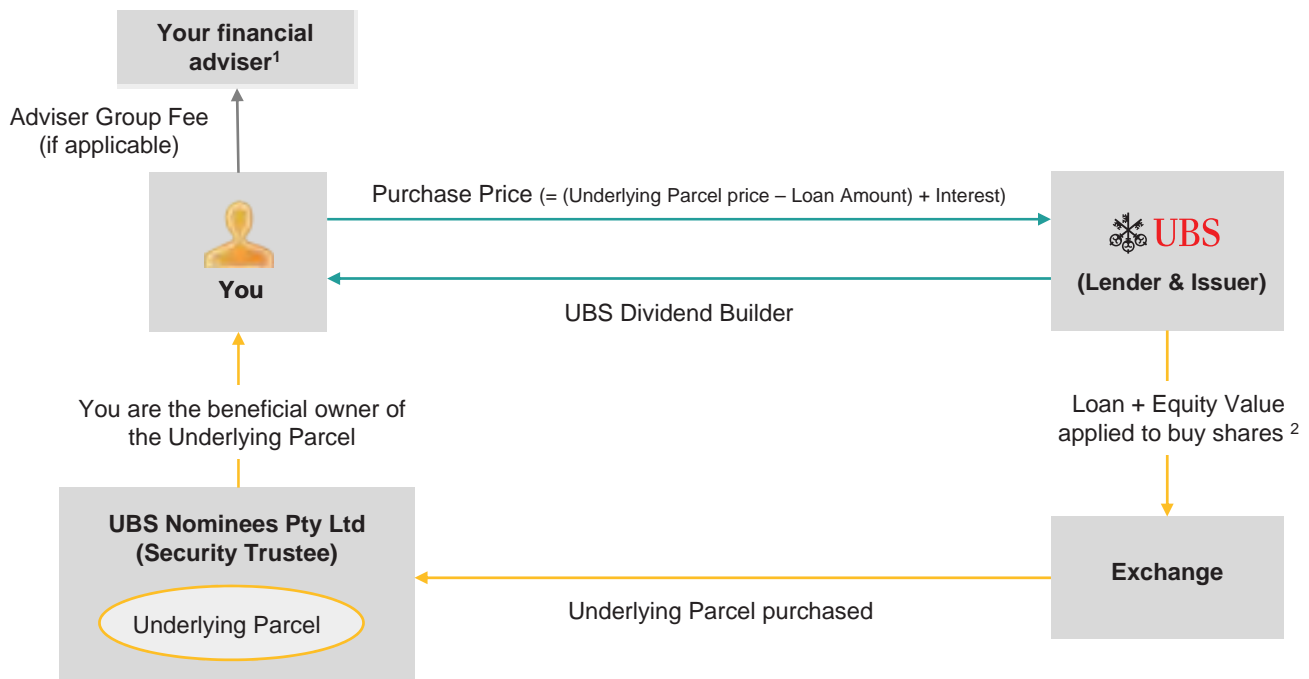 Your financial
adviser¹
Adviser Group Fee
(if applicable)
Purchase Price (= (Underlying Parcel price – Loan Amount) + Interest)
UBS
You
(Lender & Issuer)
UBS Dividend Builder
You are the beneficial owner of
the Underlying Parcel
Loan + Equity Value
applied to buy shares ²
UBS Nominees Pty Ltd
(Security Trustee)
Underlying Parcel
Exchange
Underlying Parcel purchased